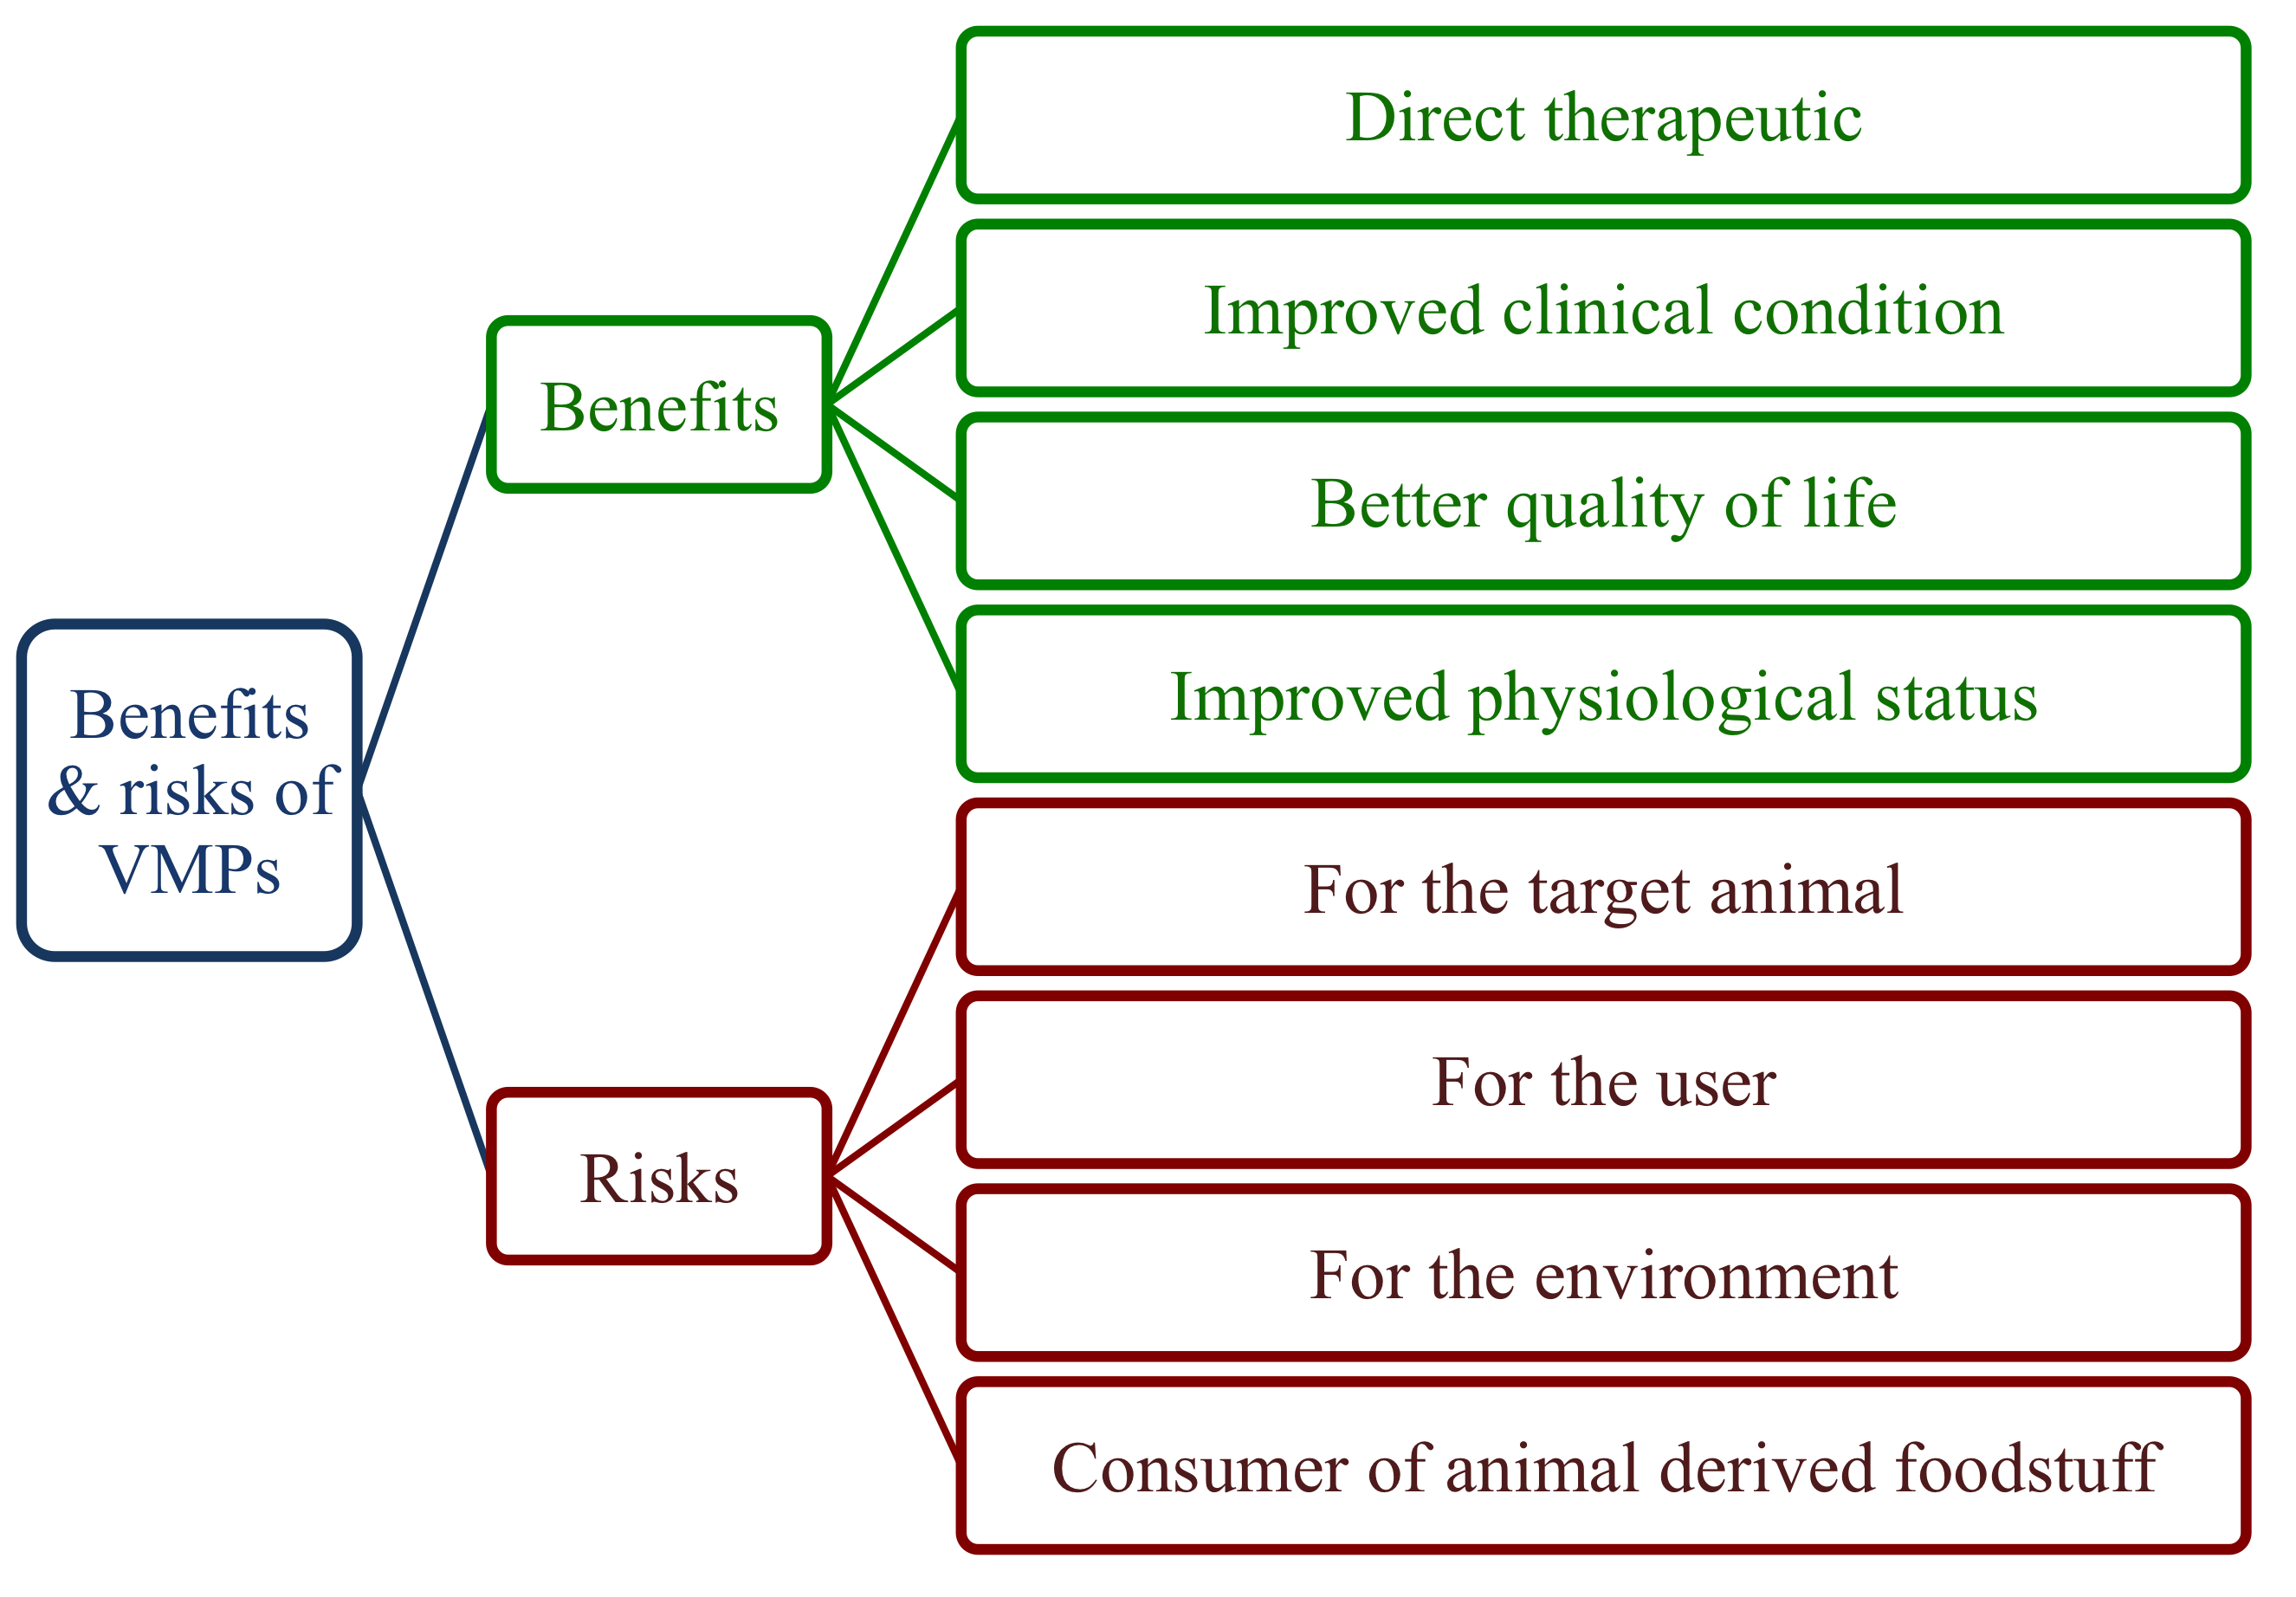 Benefits
& risks of
VMPs
Benefits
Direct therapeutic
Improved clinical condition
Better quality of life
Improved physiological status
Risks
For the target animal
For the user
For the environment
Consumer of animal derived foodstuff